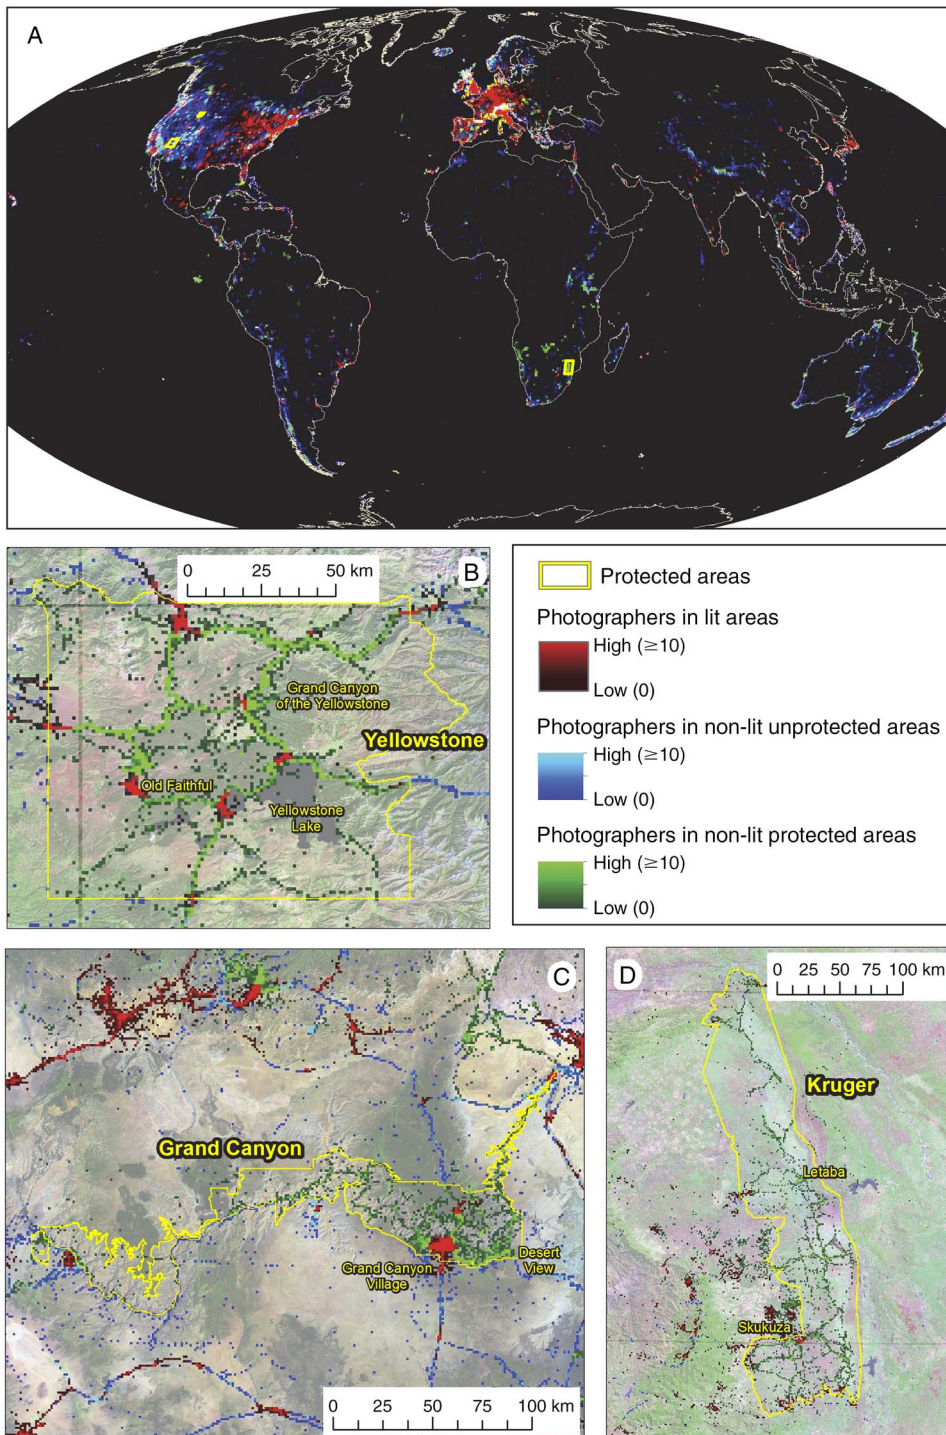 A
0 25 50 km
B
Grand Canyon
of the Yellowstone
Yellowstone
Old Faithful
Yellowstone
Lake
Protected areas
Photographers in lit areas
High (≥10)
Low (0)
Photographers in non-lit unprotected areas
High (≥10)
Low (0)
Photographers in non-lit protected areas
High (≥10)
Low (0)
C
Grand Canyon
Grand Canyon
Village
Desert
View
0 25 50 75 100 km
D
0 25 50 75 100 km
Kruger
Letaba
Skukuza